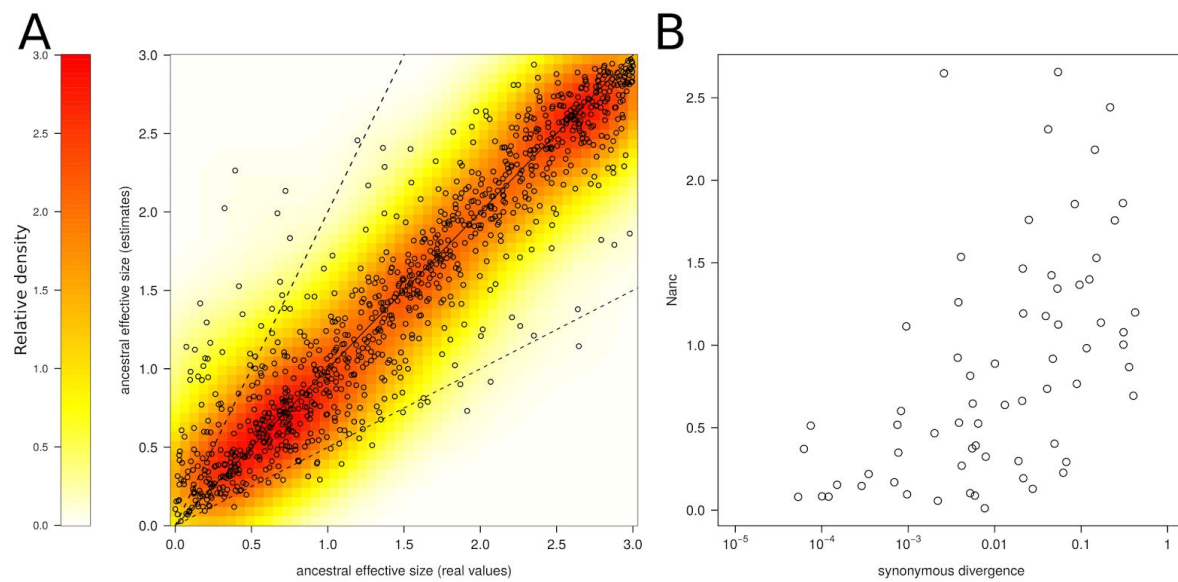 A
B
3.0
2.5
2.0
1.5
1.0
0.5
0.0
Relative density
3.0
2.5
2.0
1.5
1.0
0.5
0.0
ancestral effective size (estimates)
0.0 0.5 1.0 1.5 2.0 2.5 3.0
ancestral effective size (real values)
2.5
2.0
1.5
1.0
0.5
0.0
Nanc
10⁻⁵ 10⁻⁴ 10⁻³ 0.01 0.1 1
synonymous divergence